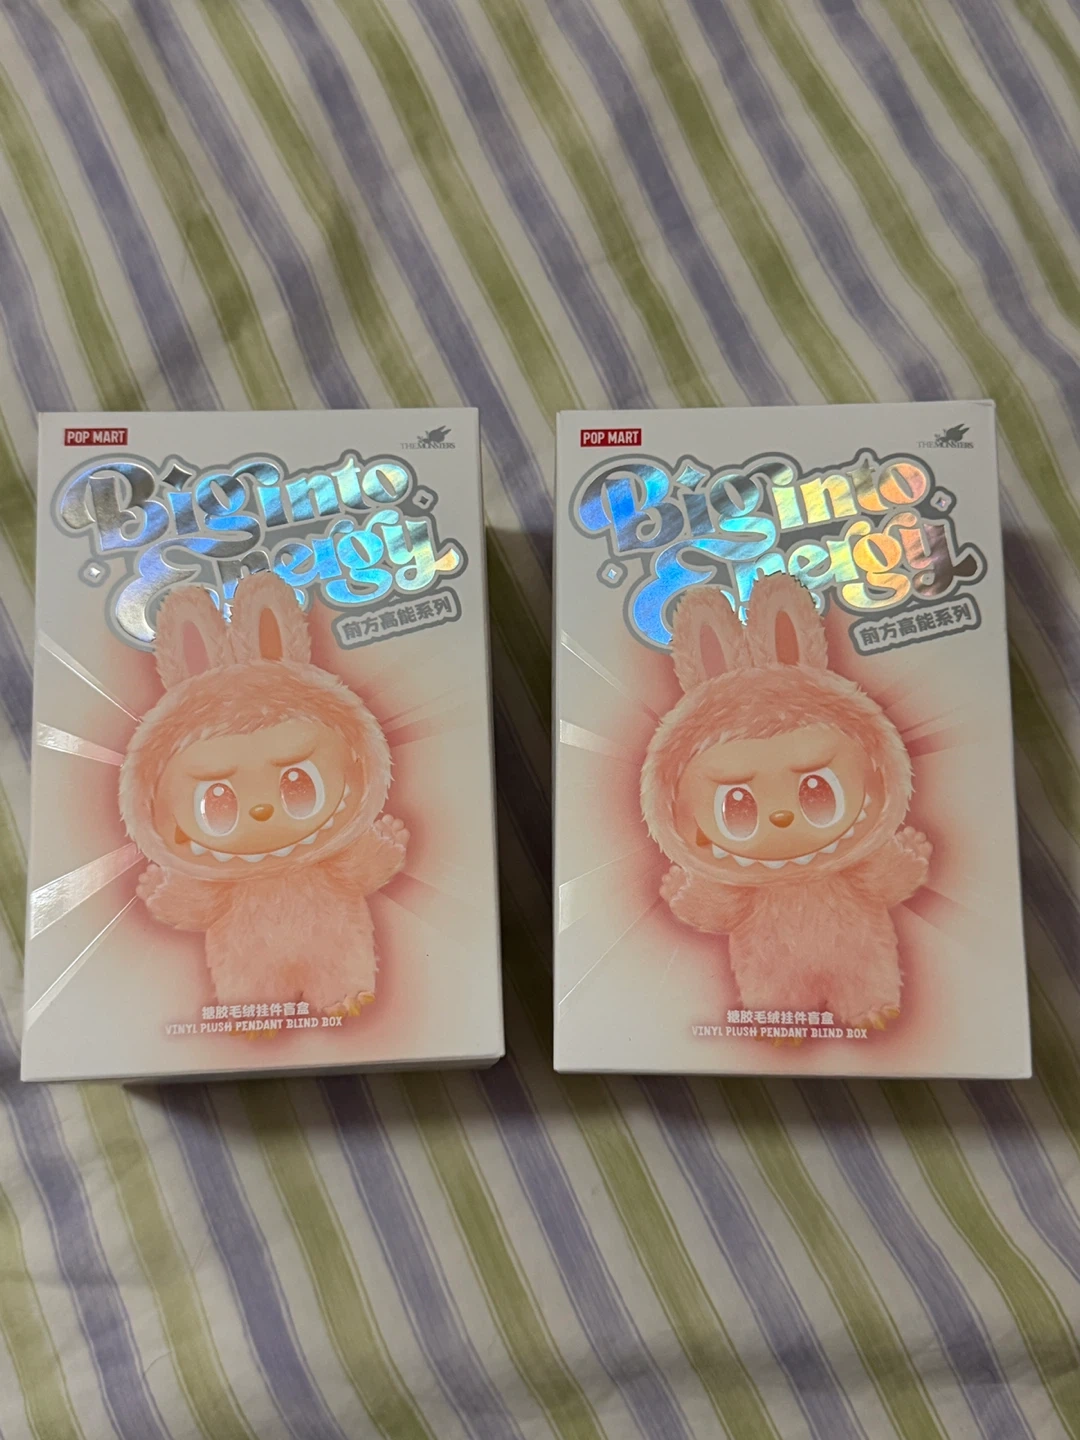 POP MART
THE MONSTERS
Big into
Energy
前方高能系列
搪胶毛绒挂件盲盒
VINYL PLUSH PENDANT BLIND BOX
POP MART
THE MONSTERS
Big into
Energy
前方高能系列
搪胶毛绒挂件盲盒
VINYL PLUSH PENDANT BLIND BOX